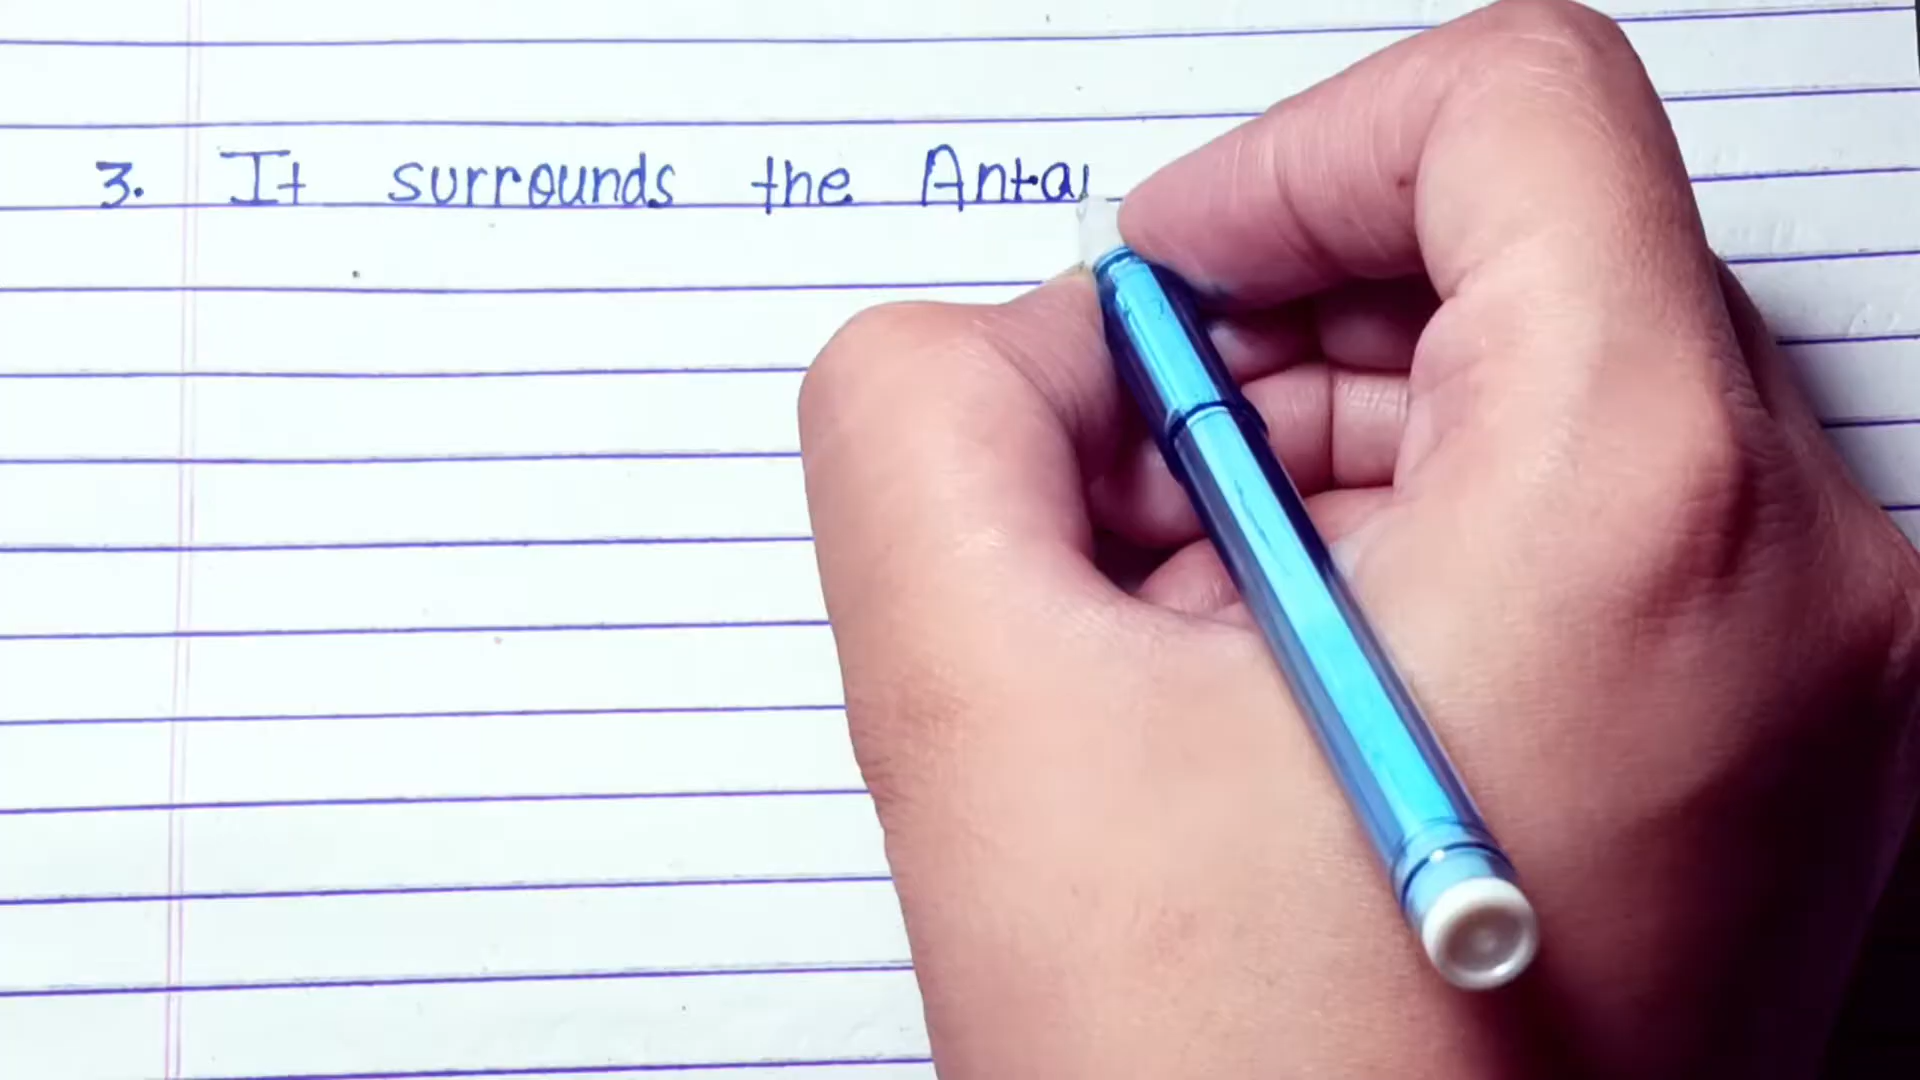 3. It surrounds the Anta